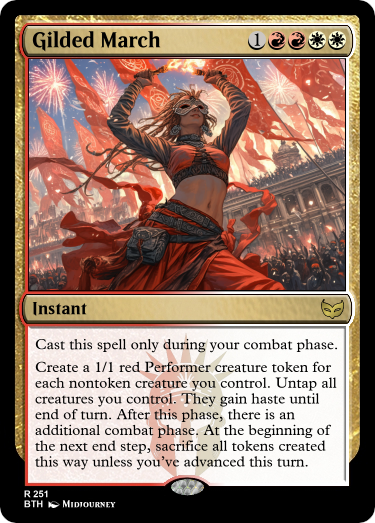 Gilded March 1
Instant
Cast this spell only during your combat phase.
Create a 1/1 red Performer creature token for
each nontoken creature you control. Untap all
creatures you control. They gain haste until
end of turn. After this phase, there is an
additional combat phase. At the beginning of
the next end step, sacrifice all tokens created
this way unless you've advanced this turn.
R 251
BTH MIDJOURNEY